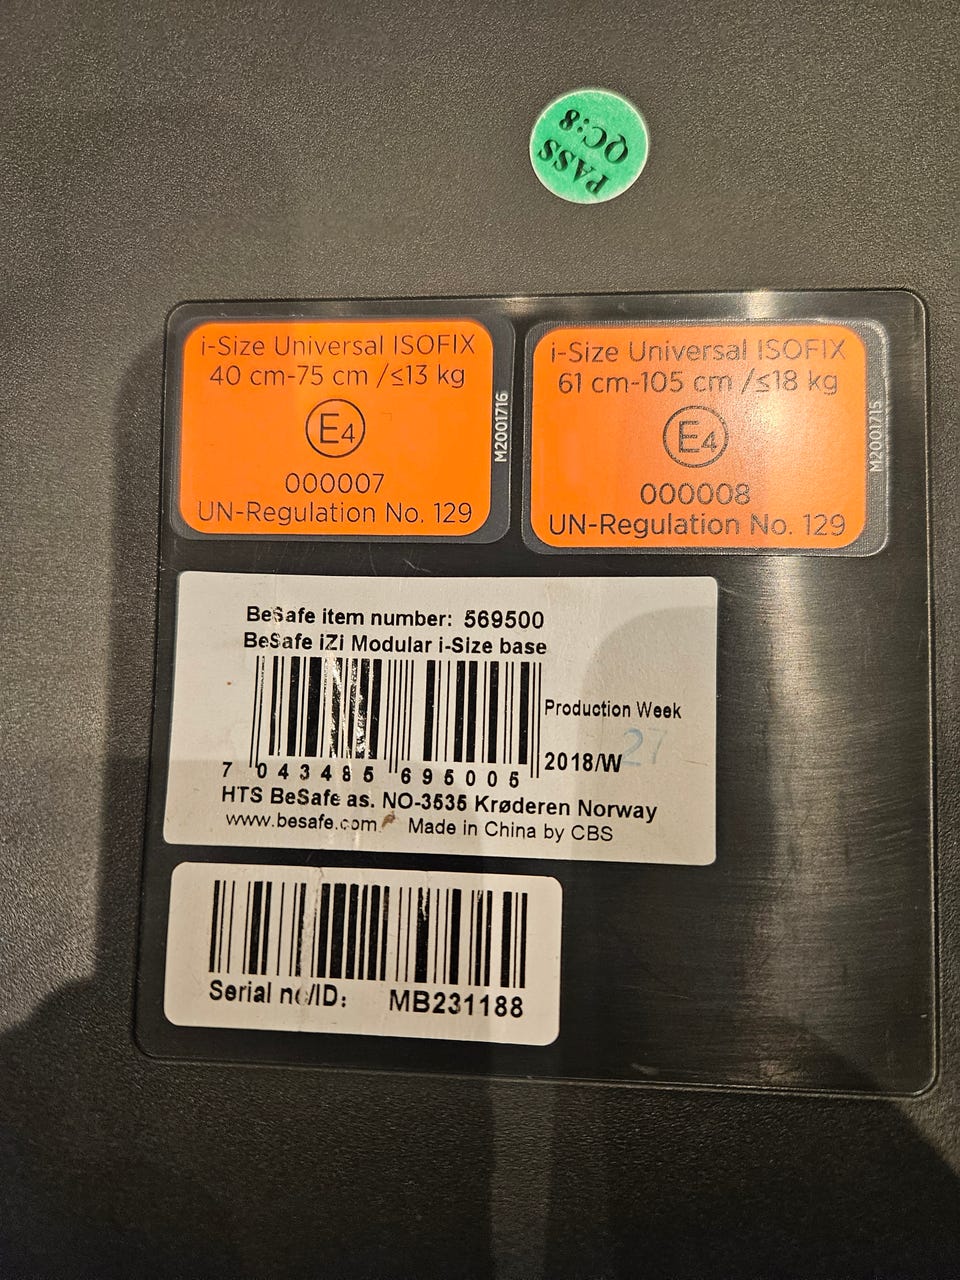 PASS
QC:8
i-Size Universal ISOFIX
40 cm-75 cm /≤13 kg
E4
000007
UN-Regulation No. 129
M2001716
i-Size Universal ISOFIX
61 cm-105 cm /≤18 kg
E4
000008
UN-Regulation No. 129
M2001715
BeSafe item number: 569500
BeSafe iZi Modular i-Size base
7 043485 695005
Production Week
2018/W27
HTS BeSafe as. NO-3535 Krøderen Norway
www.besafe.com Made in China by CBS
Serial no/ID: MB231188